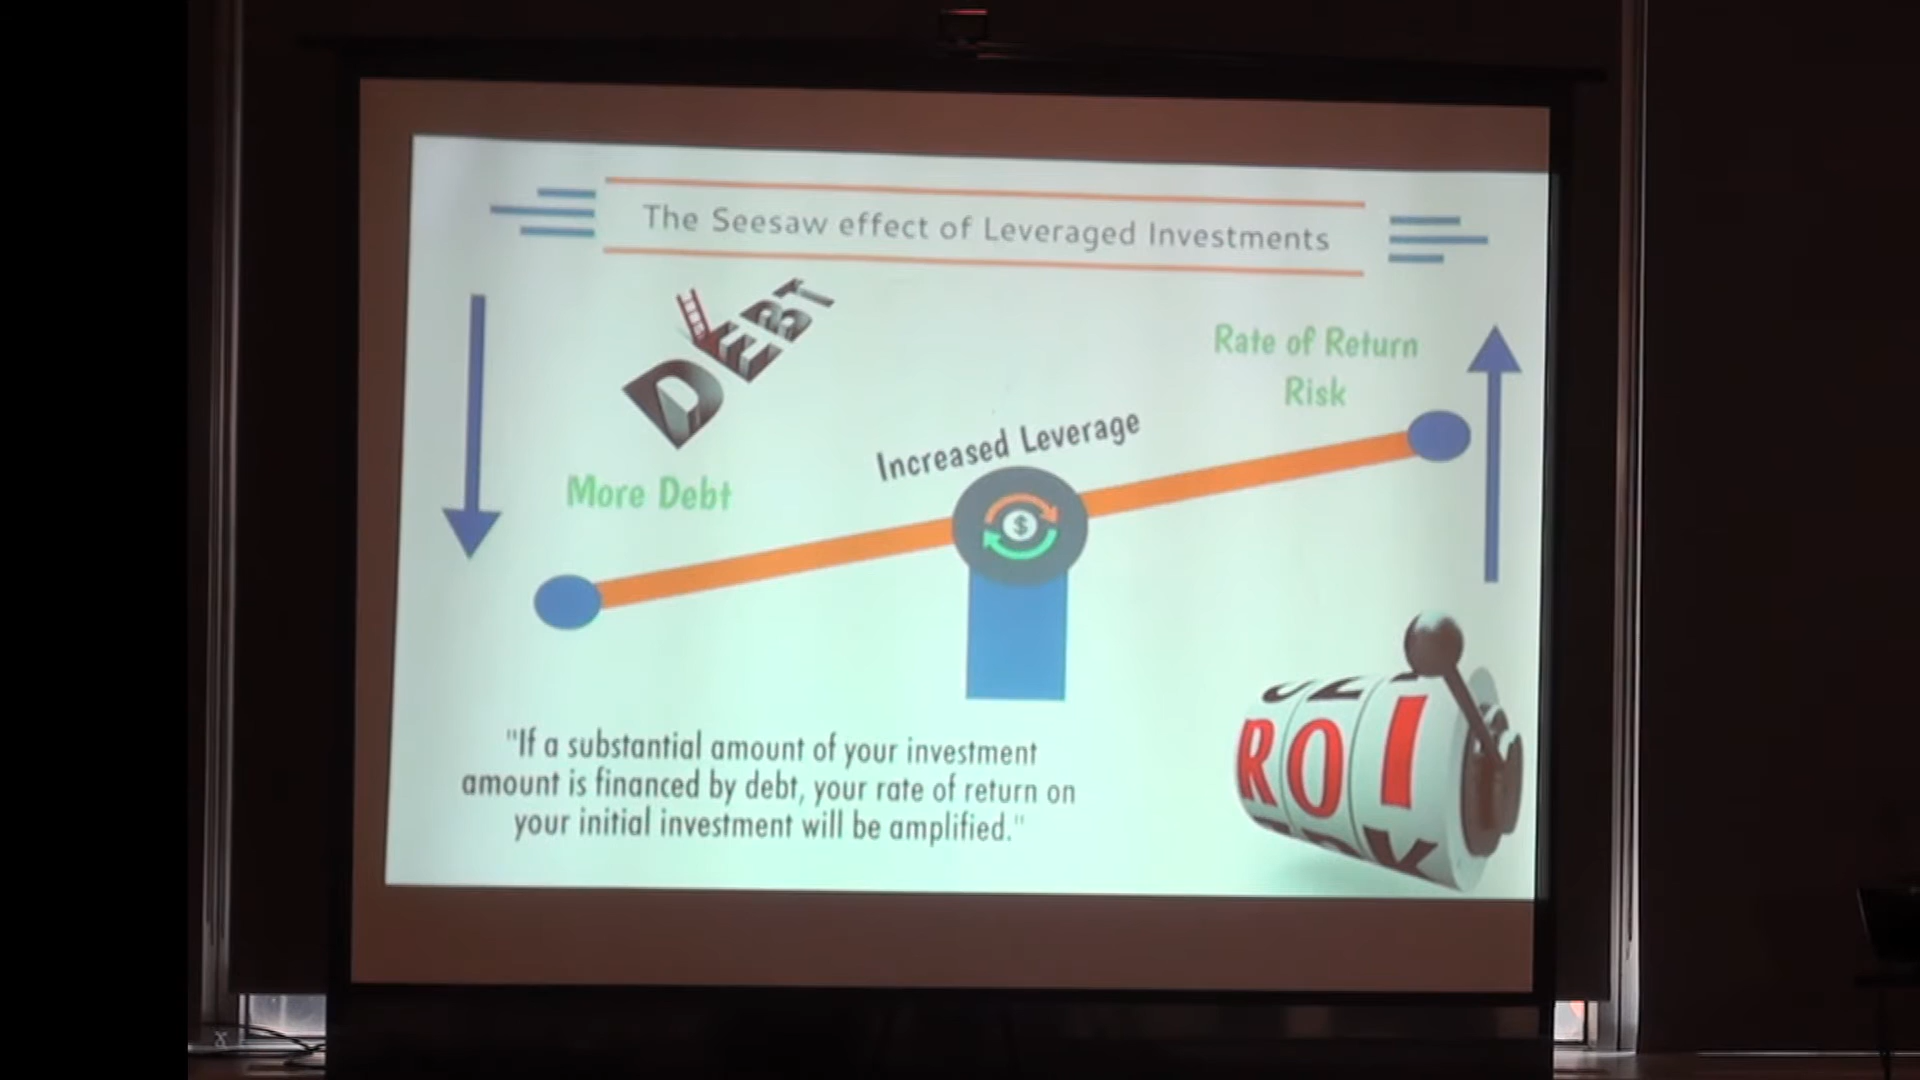 The Seesaw effect of Leveraged Investments
DEBT
Rate of Return
Risk
Increased Leverage
More Debt
$
"If a substantial amount of your investment
amount is financed by debt, your rate of return on
your initial investment will be amplified."
ROI